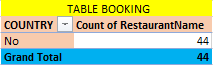 TABLE BOOKING
COUNTRY Count of RestaurantName
No 44
Grand Total 44